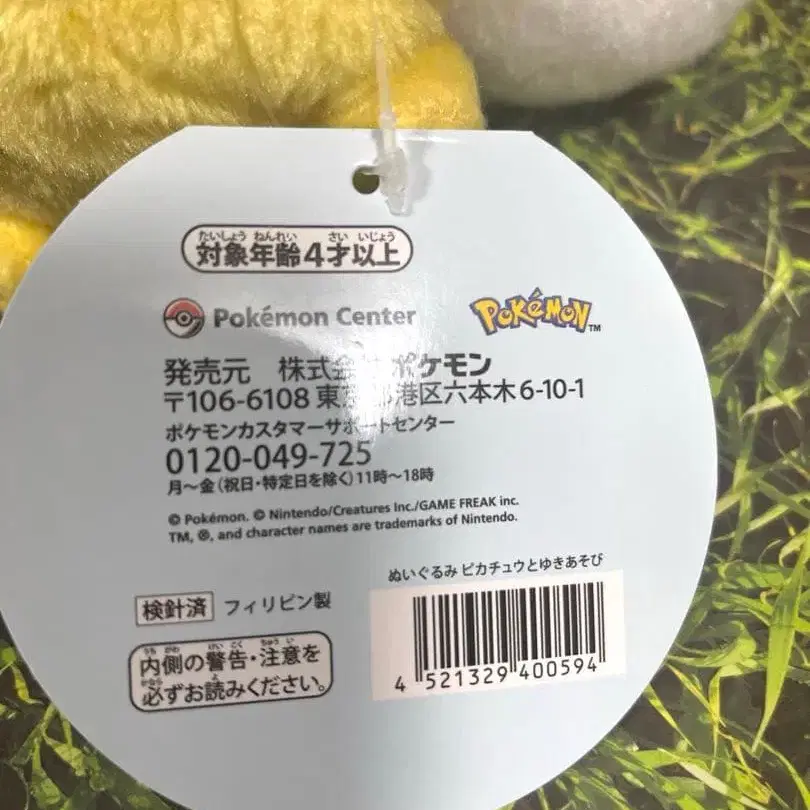 たいしょう ねんれい さい いじょう
対象年齢4才以上
Pokémon Center
POKéMON TM
発売元 株式会 ポケモン
〒106-6108 東 港区六本木6-10-1
ポケモンカスタマーサポートセンター
0120-049-725
月～金(祝日・特定日を除く)11時～18時
© Pokémon. © Nintendo/Creatures Inc./GAME FREAK inc.
TM, ®, and character names are trademarks of Nintendo.
ぬいぐるみ ピカチュウとゆきあそび
検針済 フィリピン製
うちがわ けいこく ちゅうい
内側の警告・注意を
かなら よ
必ずお読みください。
4 521329 400594